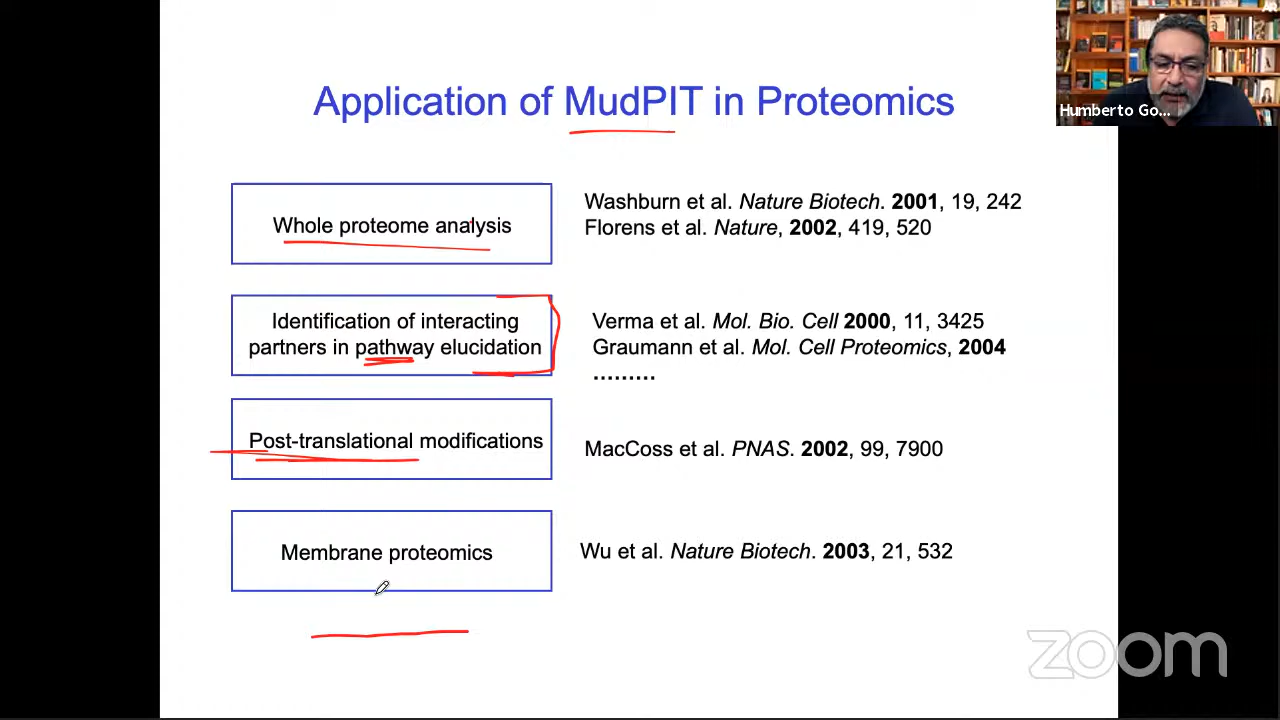 Application of MudPIT in Proteomics
Humberto Go...
Whole proteome analysis
Washburn et al. Nature Biotech. 2001, 19, 242
Florens et al. Nature, 2002, 419, 520
Identification of interacting
partners in pathway elucidation
Verma et al. Mol. Bio. Cell 2000, 11, 3425
Graumann et al. Mol. Cell Proteomics, 2004
.........
Post-translational modifications
MacCoss et al. PNAS. 2002, 99, 7900
Membrane proteomics
Wu et al. Nature Biotech. 2003, 21, 532
zoom